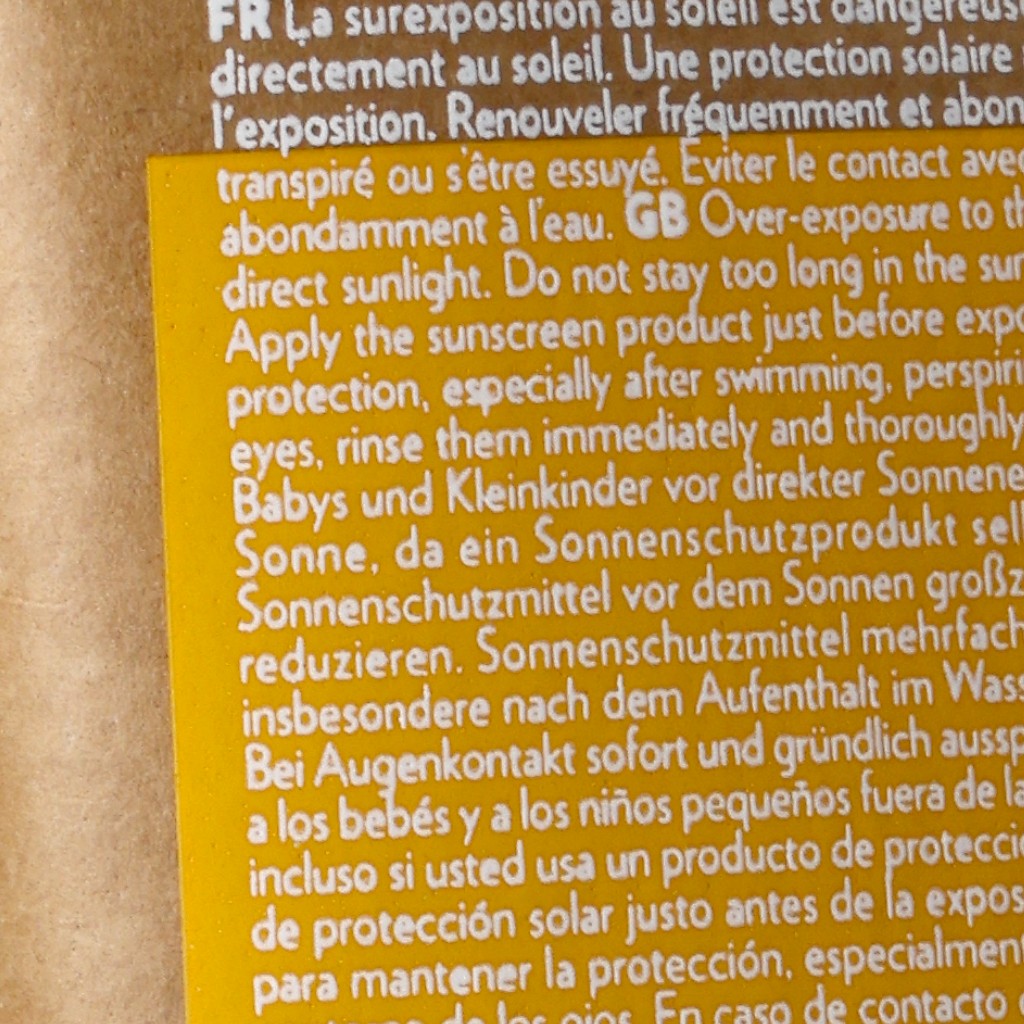 FR La surexposition au soleil est dangereus
directement au soleil. Une protection solaire
l'exposition. Renouveler fréquemment et abon
transpiré ou s'être essuyé. Éviter le contact avec
abondamment à l'eau. GB Over-exposure to th
direct sunlight. Do not stay too long in the sun
Apply the sunscreen product just before expo
protection, especially after swimming, perspiri
eyes, rinse them immediately and thoroughly
Babys und Kleinkinder vor direkter Sonnene
Sonne, da ein Sonnenschutzprodukt sell
Sonnenschutzmittel vor dem Sonnen großz
reduzieren. Sonnenschutzmittel mehrfach
insbesondere nach dem Aufenthalt im Wass
Bei Augenkontakt sofort und gründlich aussp
a los bebés y a los niños pequeños fuera de la
incluso si usted usa un producto de protecció
de protección solar justo antes de la expos
para mantener la protección, especialmen
de los ojos. En caso de contacto